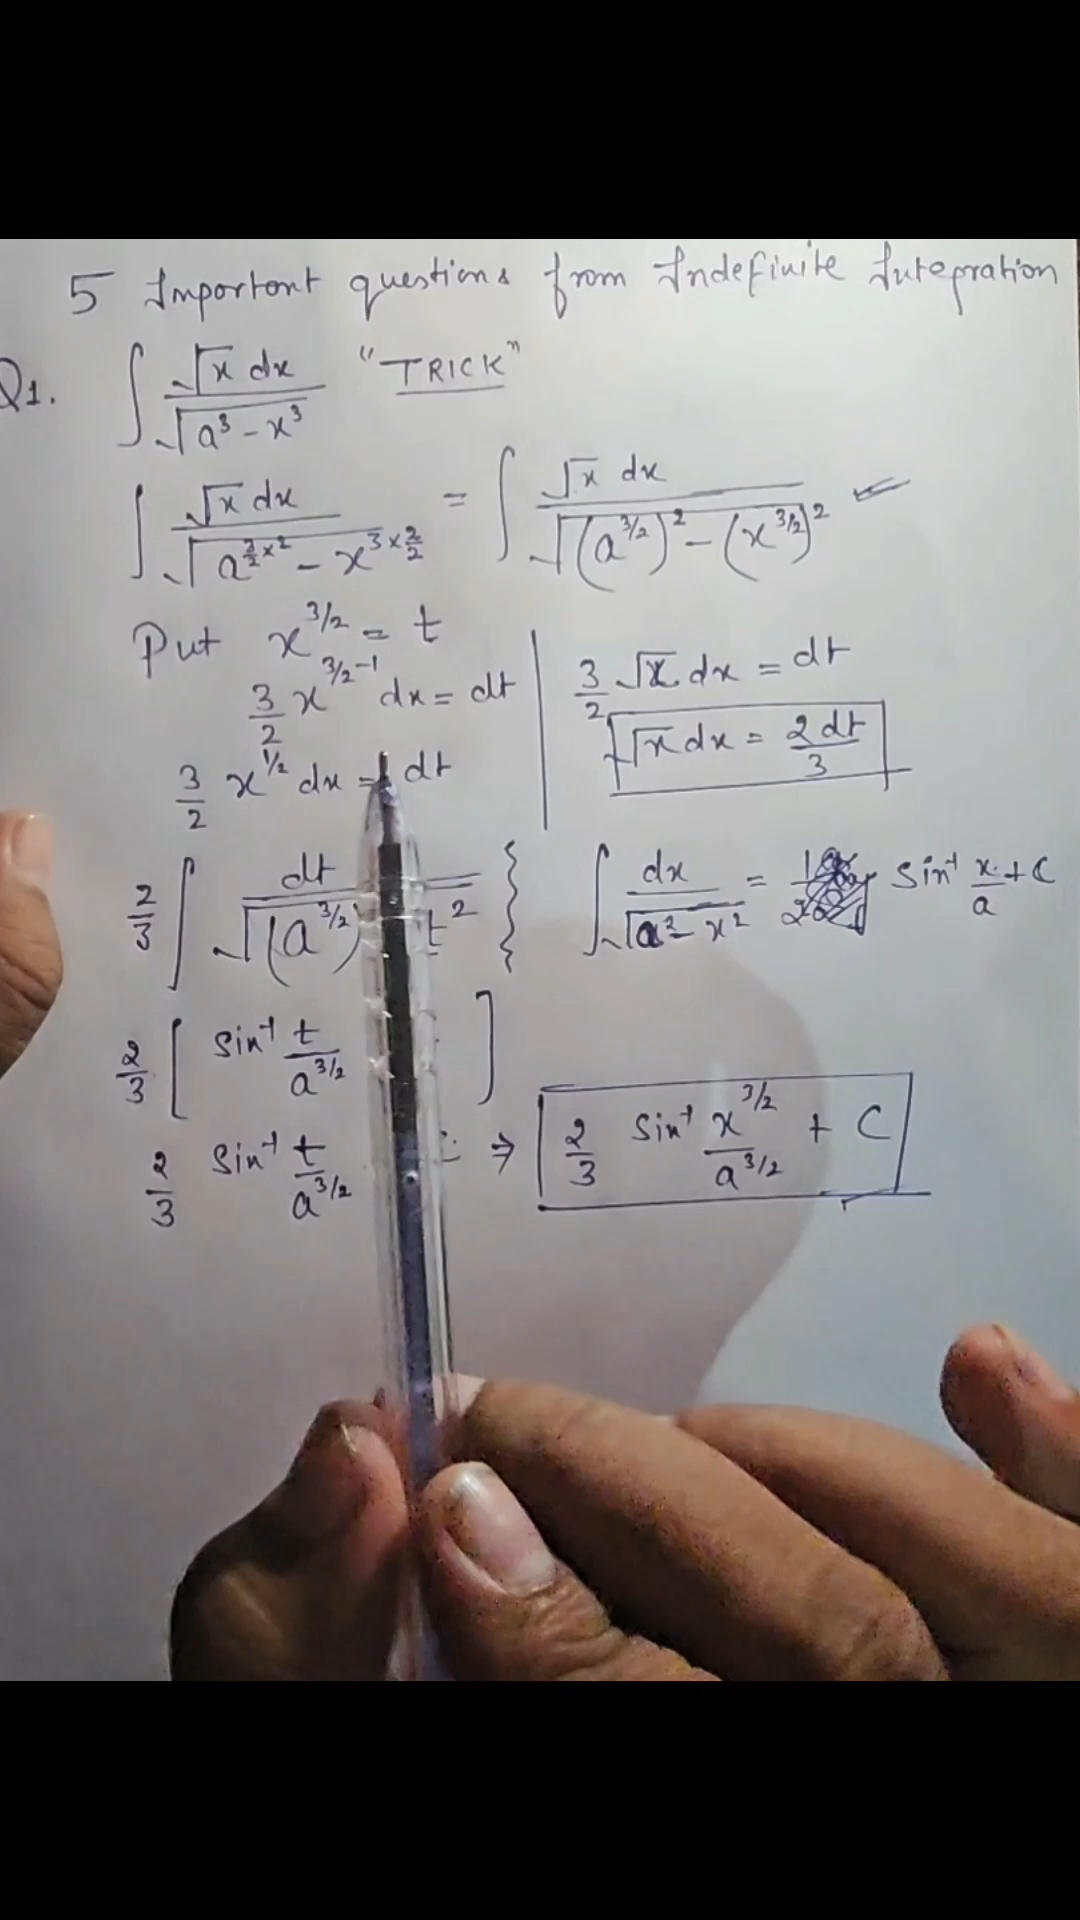 5 Important questions from Indefinite Integration
Q1. ∫ √x dx / √(a³ - x³) "TRICK"
∫ √x dx / √(a^(3/2 × 2) - x^(3 × 2/2)) = ∫ √x dx / √((a^(3/2))² - (x^(3/2))²)
Put x^(3/2) = t
3/2 x^(3/2 - 1) dx = dt
3/2 x^(1/2) dx = dt
3/2 √x dx = dt
√x dx = 2dt/3
2/3 ∫ dt / √((a^(3/2)) t²) } ∫ dx / √(a² - x²) = sin⁻¹ x/a + C
2/3 [ sin⁻¹ t/a^(3/2) ]
2/3 sin⁻¹ t/a^(3/2) ⇒ 2/3 sin⁻¹ x^(3/2)/a^(3/2) + C